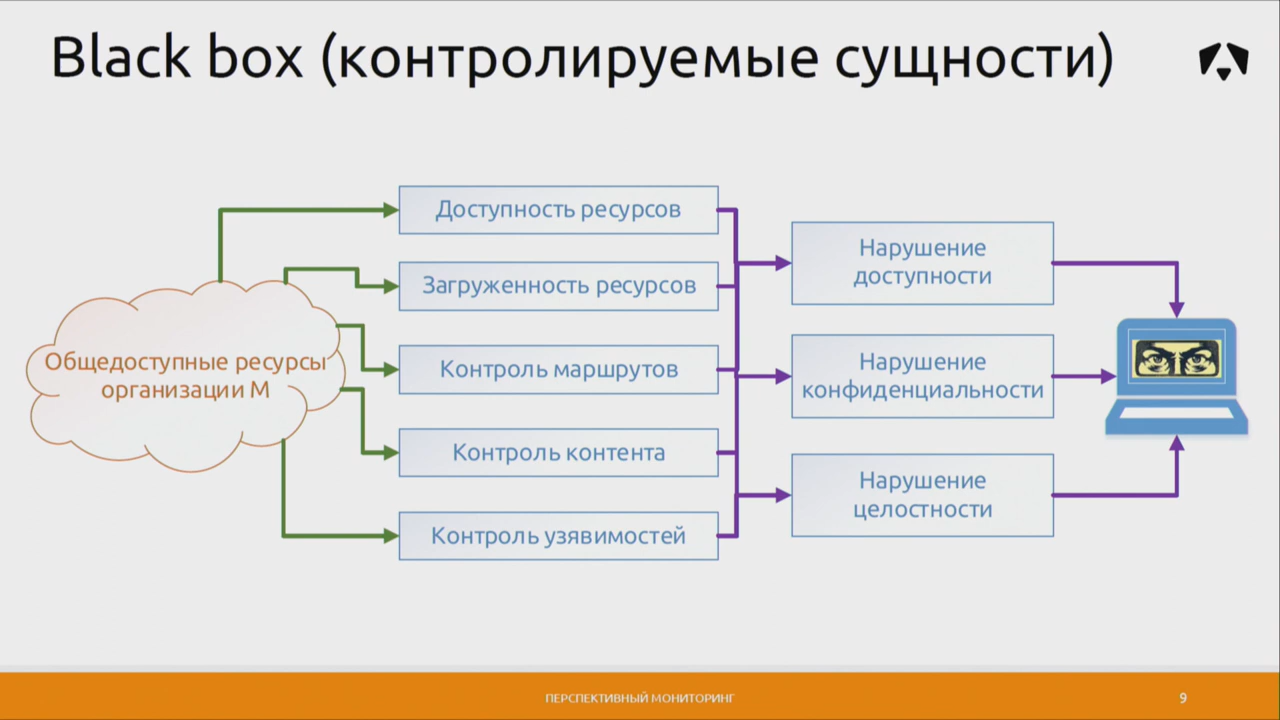 Black box (контролируемые сущности)
Доступность ресурсов
Загруженность ресурсов
Контроль маршрутов
Контроль контента
Контроль узявимостей
Общедоступные ресурсы
организации М
Нарушение
доступности
Нарушение
конфиденциальности
Нарушение
целостности
ПЕРСПЕКТИВНЫЙ МОНИТОРИНГ
9